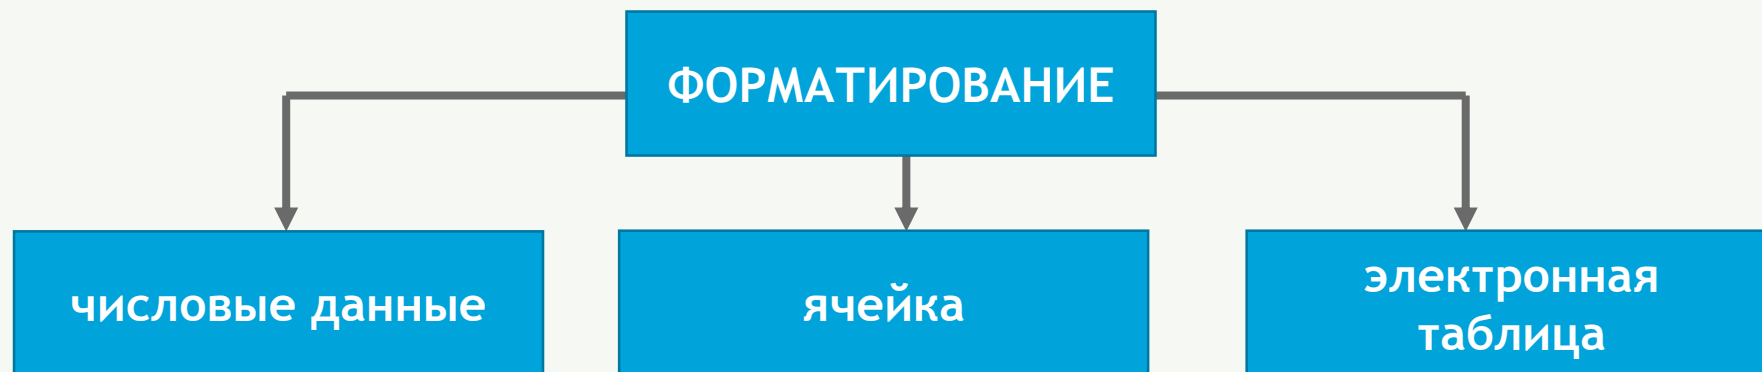 ФОРМАТИРОВАНИЕ
числовые данные
ячейка
электронная
таблица